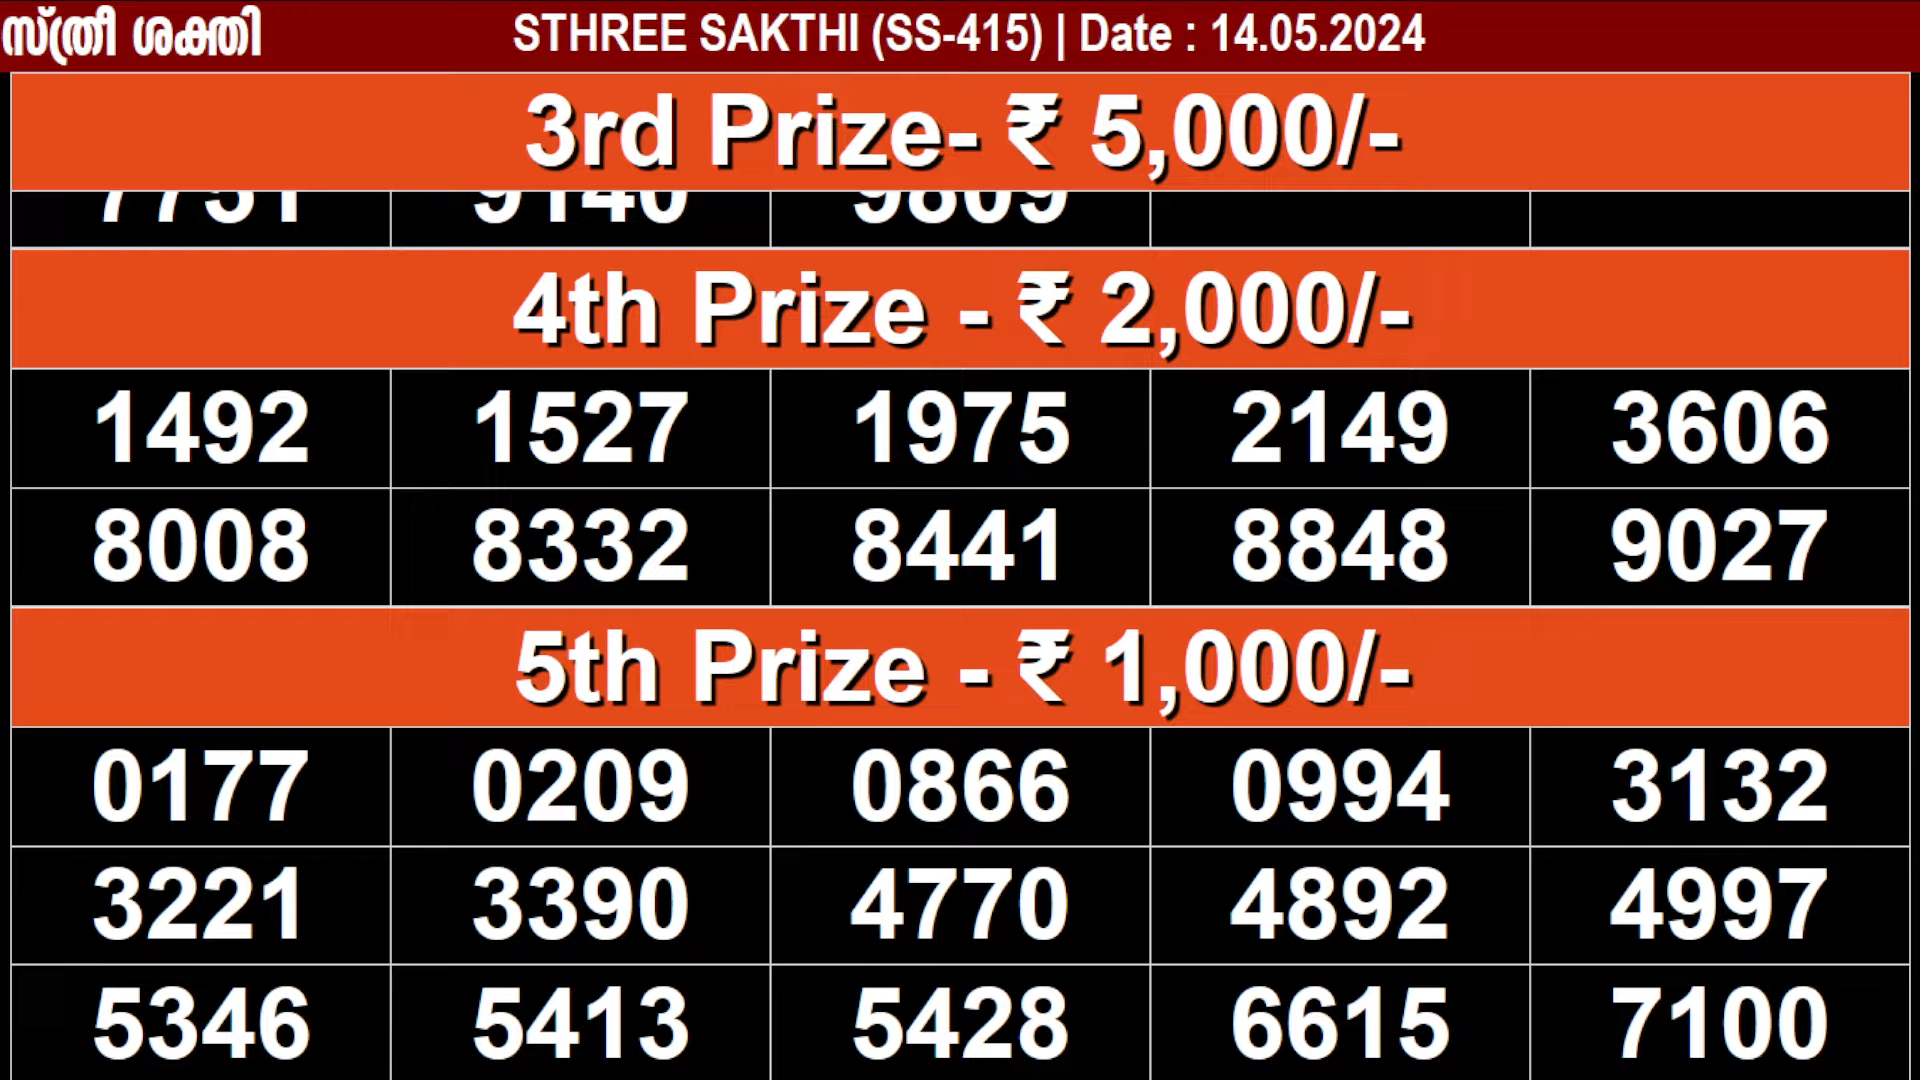 സ്ത്രീ ശക്തി STHREE SAKTHI (SS-415) | Date : 14.05.2024
3rd Prize- ₹ 5,000/-
4th Prize - ₹ 2,000/-
1492 1527 1975 2149 3606
8008 8332 8441 8848 9027
5th Prize - ₹ 1,000/-
0177 0209 0866 0994 3132
3221 3390 4770 4892 4997
5346 5413 5428 6615 7100